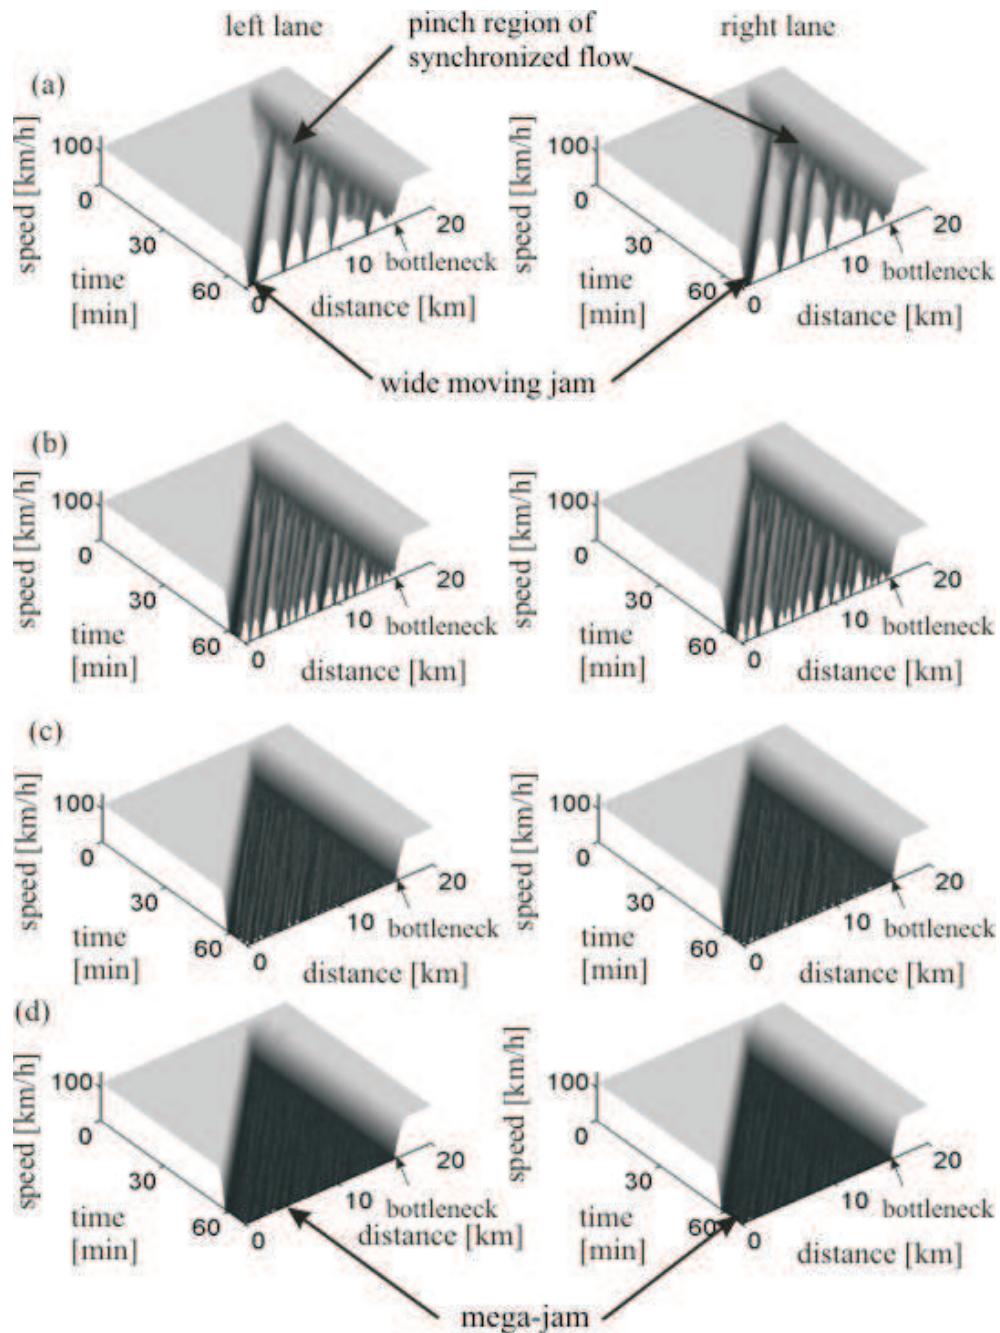 left lane
pinch region of
synchronized flow
right lane
(a)
speed [km/h]
100
0
30
60
time
[min]
0
10
20
bottleneck
distance [km]
speed [km/h]
100
0
30
60
time
[min]
0
10
20
bottleneck
distance [km]
wide moving jam
(b)
speed [km/h]
100
0
30
60
time
[min]
0
10
20
bottleneck
distance [km]
speed [km/h]
100
0
30
60
time
[min]
0
10
20
bottleneck
distance [km]
(c)
speed [km/h]
100
0
30
60
time
[min]
0
10
20
bottleneck
distance [km]
speed [km/h]
100
0
30
60
time
[min]
0
10
20
bottleneck
distance [km]
(d)
speed [km/h]
100
0
30
60
time
[min]
0
10
20
bottleneck
distance [km]
speed [km/h]
100
0
30
60
time
[min]
0
10
20
bottleneck
distance [km]
mega-jam